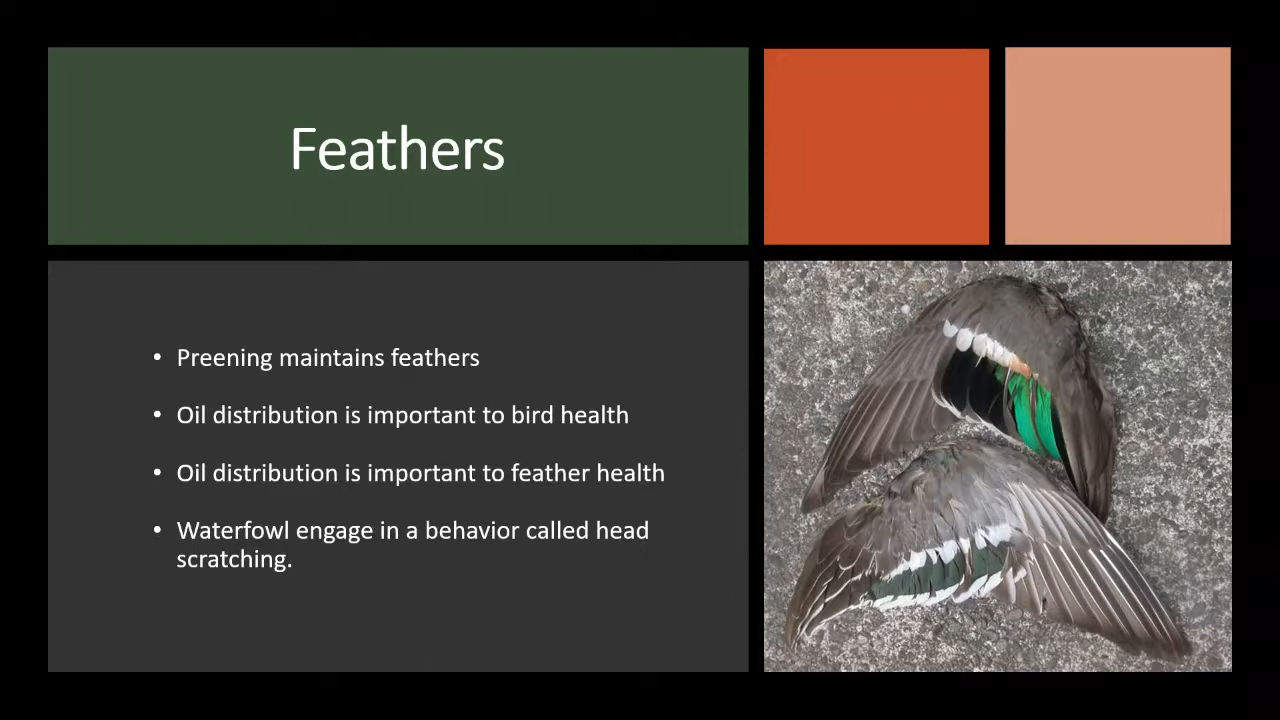 Feathers
• Preening maintains feathers
• Oil distribution is important to bird health
• Oil distribution is important to feather health
• Waterfowl engage in a behavior called head
scratching.